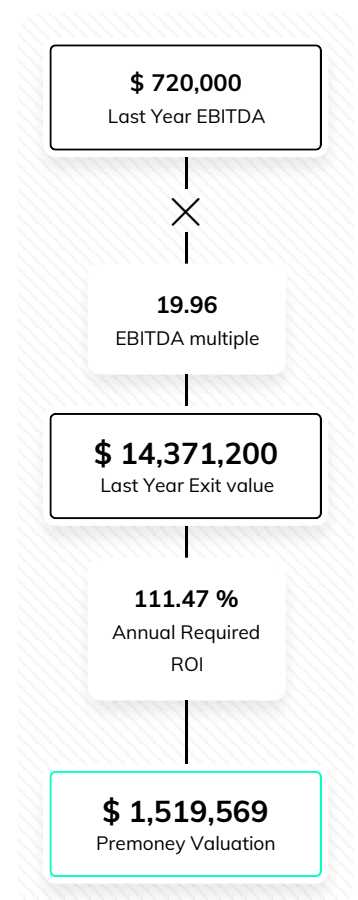 $ 720,000
Last Year EBITDA
19.96
EBITDA multiple
$ 14,371,200
Last Year Exit value
111.47 %
Annual Required
ROI
$ 1,519,569
Premoney Valuation